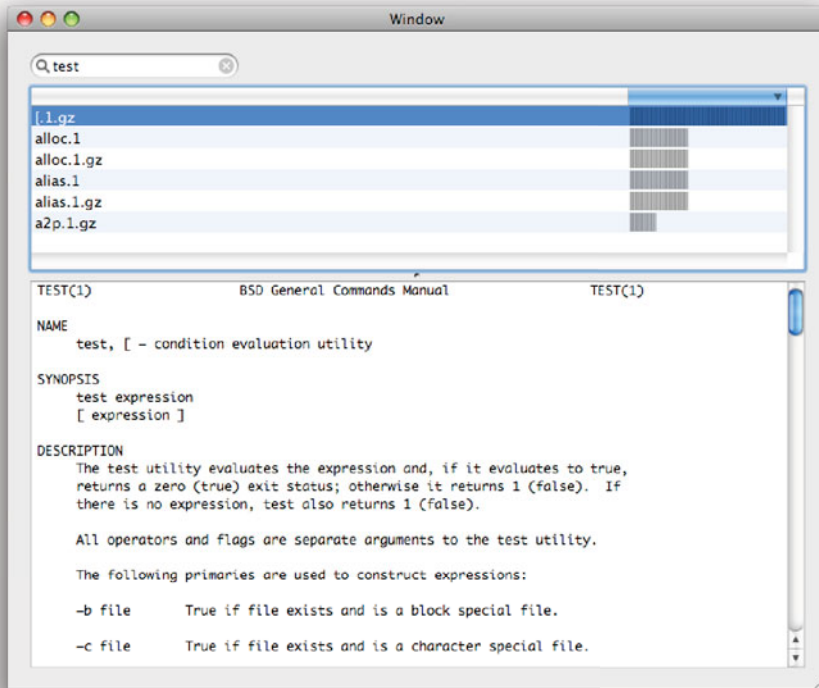 Window
test
[.1.gz
alloc.1
alloc.1.gz
alias.1
alias.1.gz
a2p.1.gz
TEST(1) BSD General Commands Manual TEST(1)
NAME
test, [ – condition evaluation utility
SYNOPSIS
test expression
[ expression ]
DESCRIPTION
The test utility evaluates the expression and, if it evaluates to true,
returns a zero (true) exit status; otherwise it returns 1 (false). If
there is no expression, test also returns 1 (false).
All operators and flags are separate arguments to the test utility.
The following primaries are used to construct expressions:
–b file True if file exists and is a block special file.
–c file True if file exists and is a character special file.